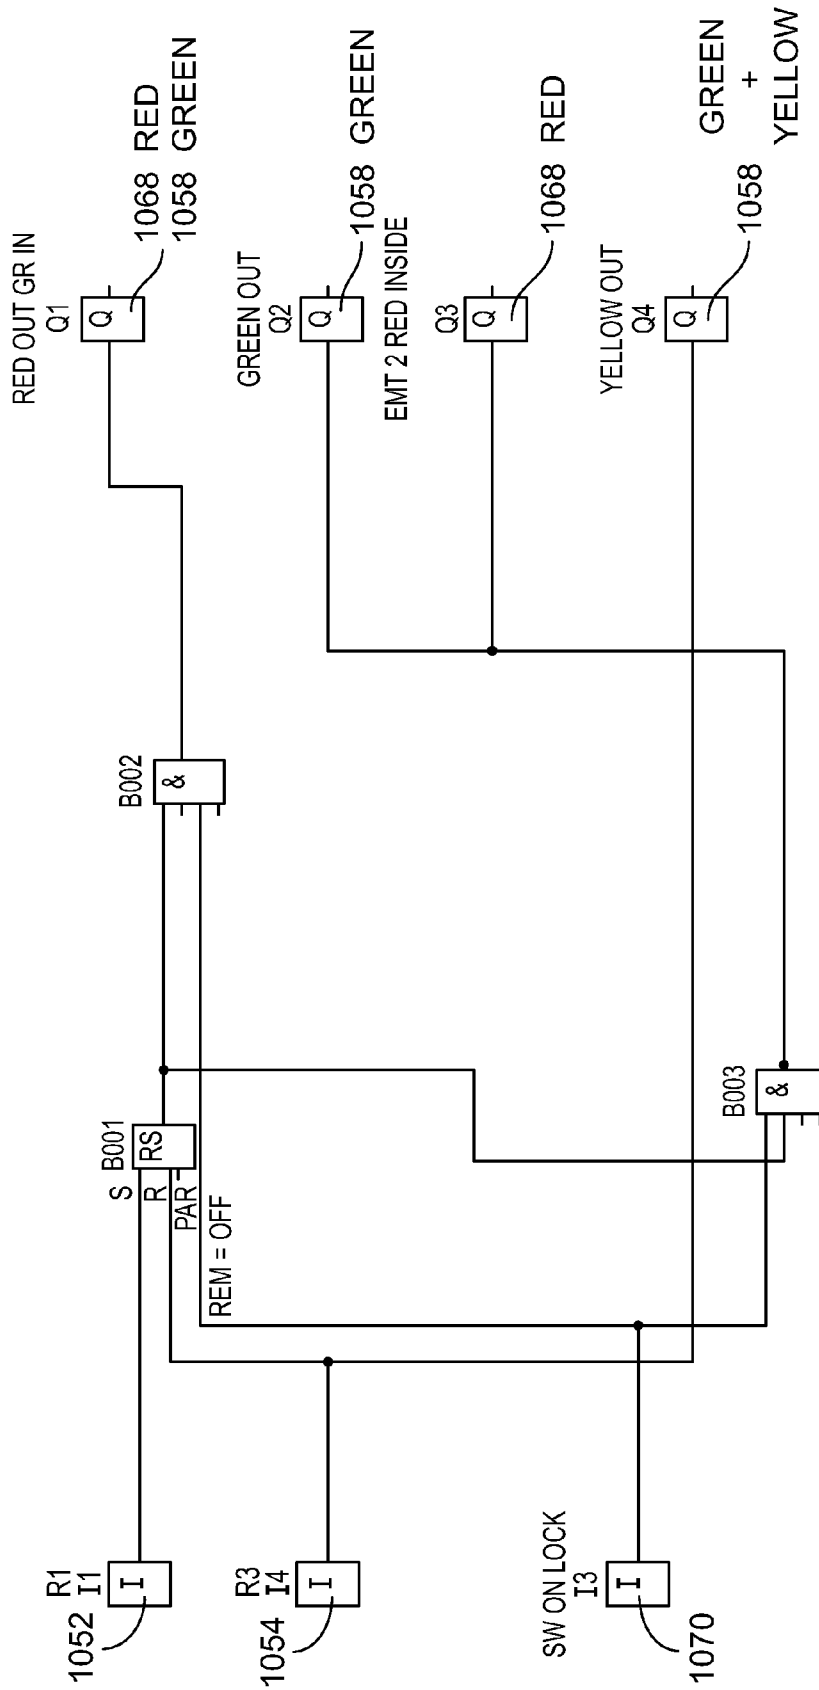 R1
I1
I
1052
R3
I4
I
1054
SW ON LOCK
I3
I
1070
B001
RS
S
R
PAR
REM = OFF
B002
&
B003
&
RED OUT GR IN
Q1
Q
1068 RED
1058 GREEN
GREEN OUT
Q2
Q
1058 GREEN
EMT 2 RED INSIDE
Q3
Q
1068 RED
YELLOW OUT
Q4
Q
1058
GREEN
+
YELLOW